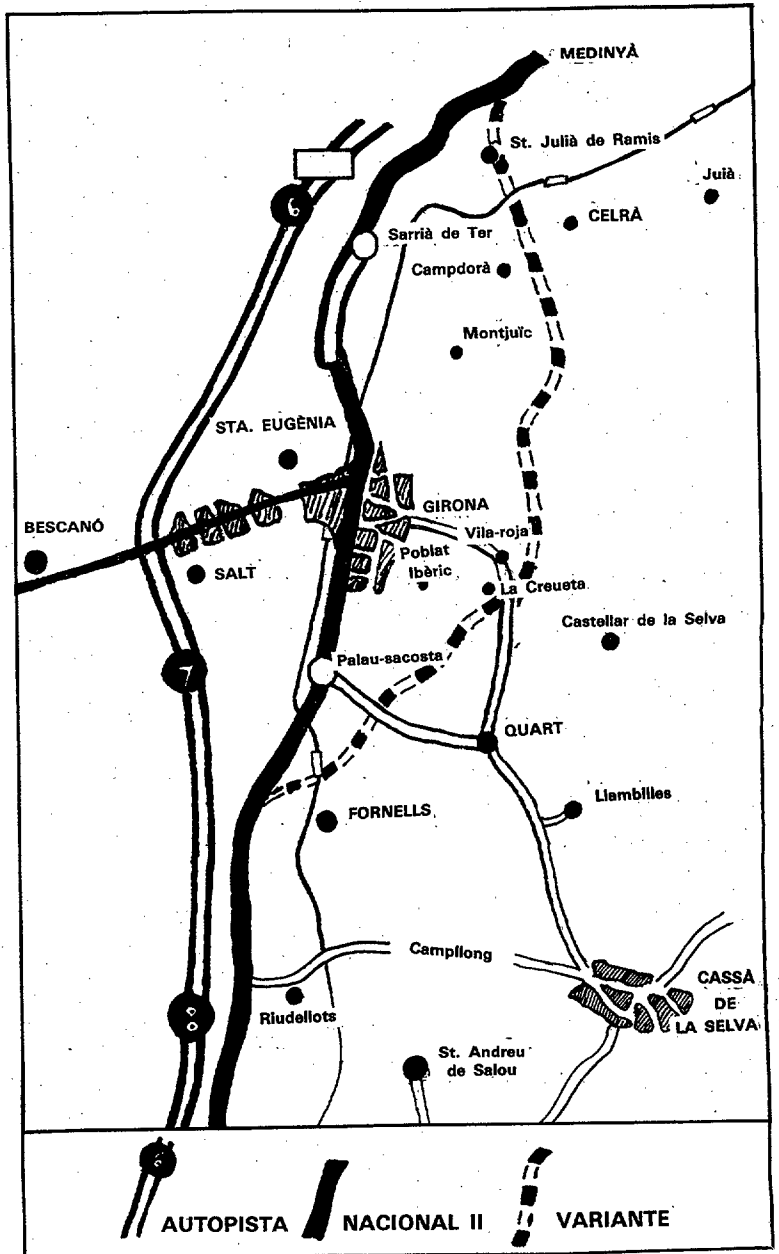 MEDINYÀ
St. Julià de Ramis
Juià
6
CELRÀ
Sarrià de Ter
Campdorà
Montjuïc
STA. EUGÈNIA
GIRONA
BESCANÓ
Vila-roja
Poblat
Ibèric
SALT
La Creueta
Castellar de la Selva
Palau-sacosta
7
QUART
Llambilles
FORNELLS
Campllong
CASSÀ
DE
LA SELVA
Riudellots
8
St. Andreu
de Salou
AUTOPISTA
NACIONAL II
VARIANTE